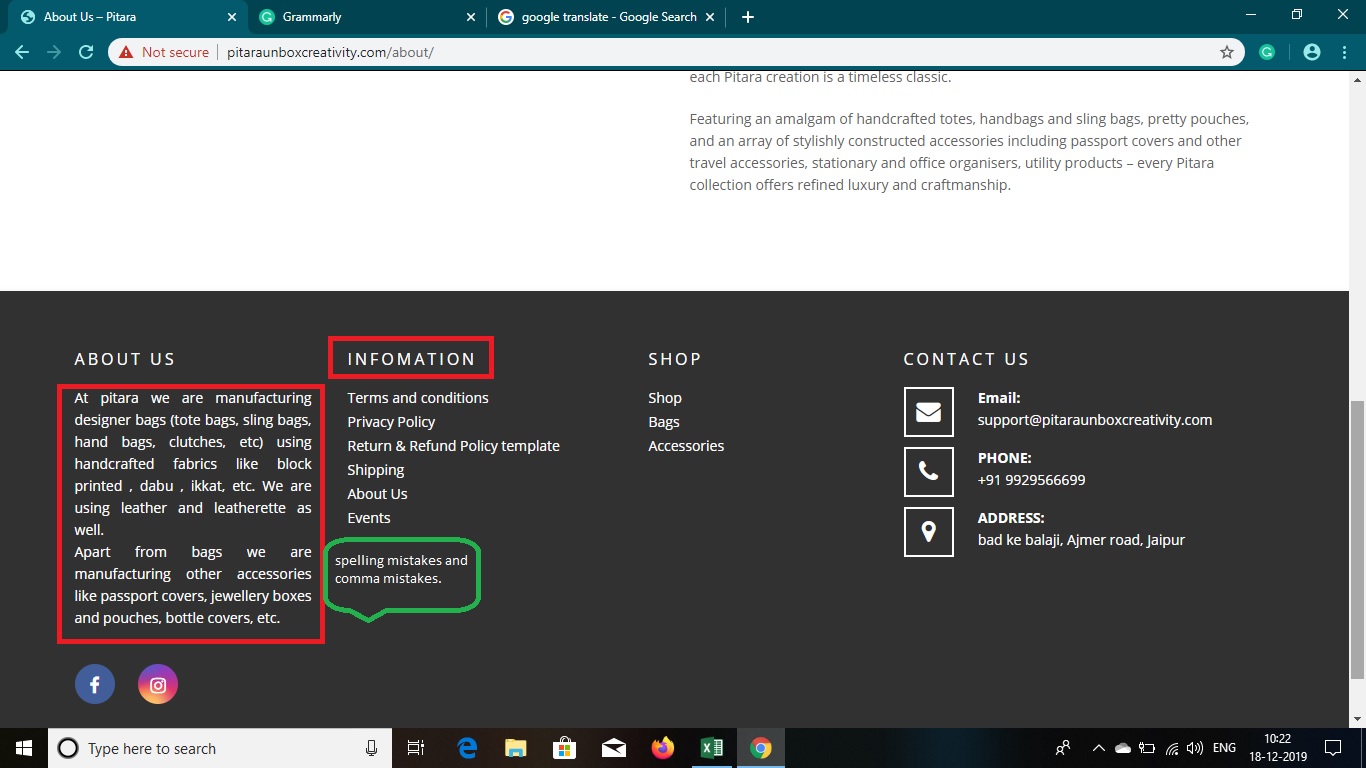 About Us – Pitara
Grammarly
google translate - Google Search
Not secure
pitaraunboxcreativity.com/about/
each Pitara creation is a timeless classic.
Featuring an amalgam of handcrafted totes, handbags and sling bags, pretty pouches,
and an array of stylishly constructed accessories including passport covers and other
travel accessories, stationary and office organisers, utility products – every Pitara
collection offers refined luxury and craftmanship.
ABOUT US
At pitara we are manufacturing
designer bags (tote bags, sling bags,
hand bags, clutches, etc) using
handcrafted fabrics like block
printed , dabu , ikkat, etc. We are
using leather and leatherette as
well.
Apart from bags we are
manufacturing other accessories
like passport covers, jewellery boxes
and pouches, bottle covers, etc.
INFOMATION
Terms and conditions
Privacy Policy
Return & Refund Policy template
Shipping
About Us
Events
spelling mistakes and
comma mistakes.
SHOP
Shop
Bags
Accessories
CONTACT US
Email:
support@pitaraunboxcreativity.com
PHONE:
+91 9929566699
ADDRESS:
bad ke balaji, Ajmer road, Jaipur
Type here to search
ENG
10:22
18-12-2019